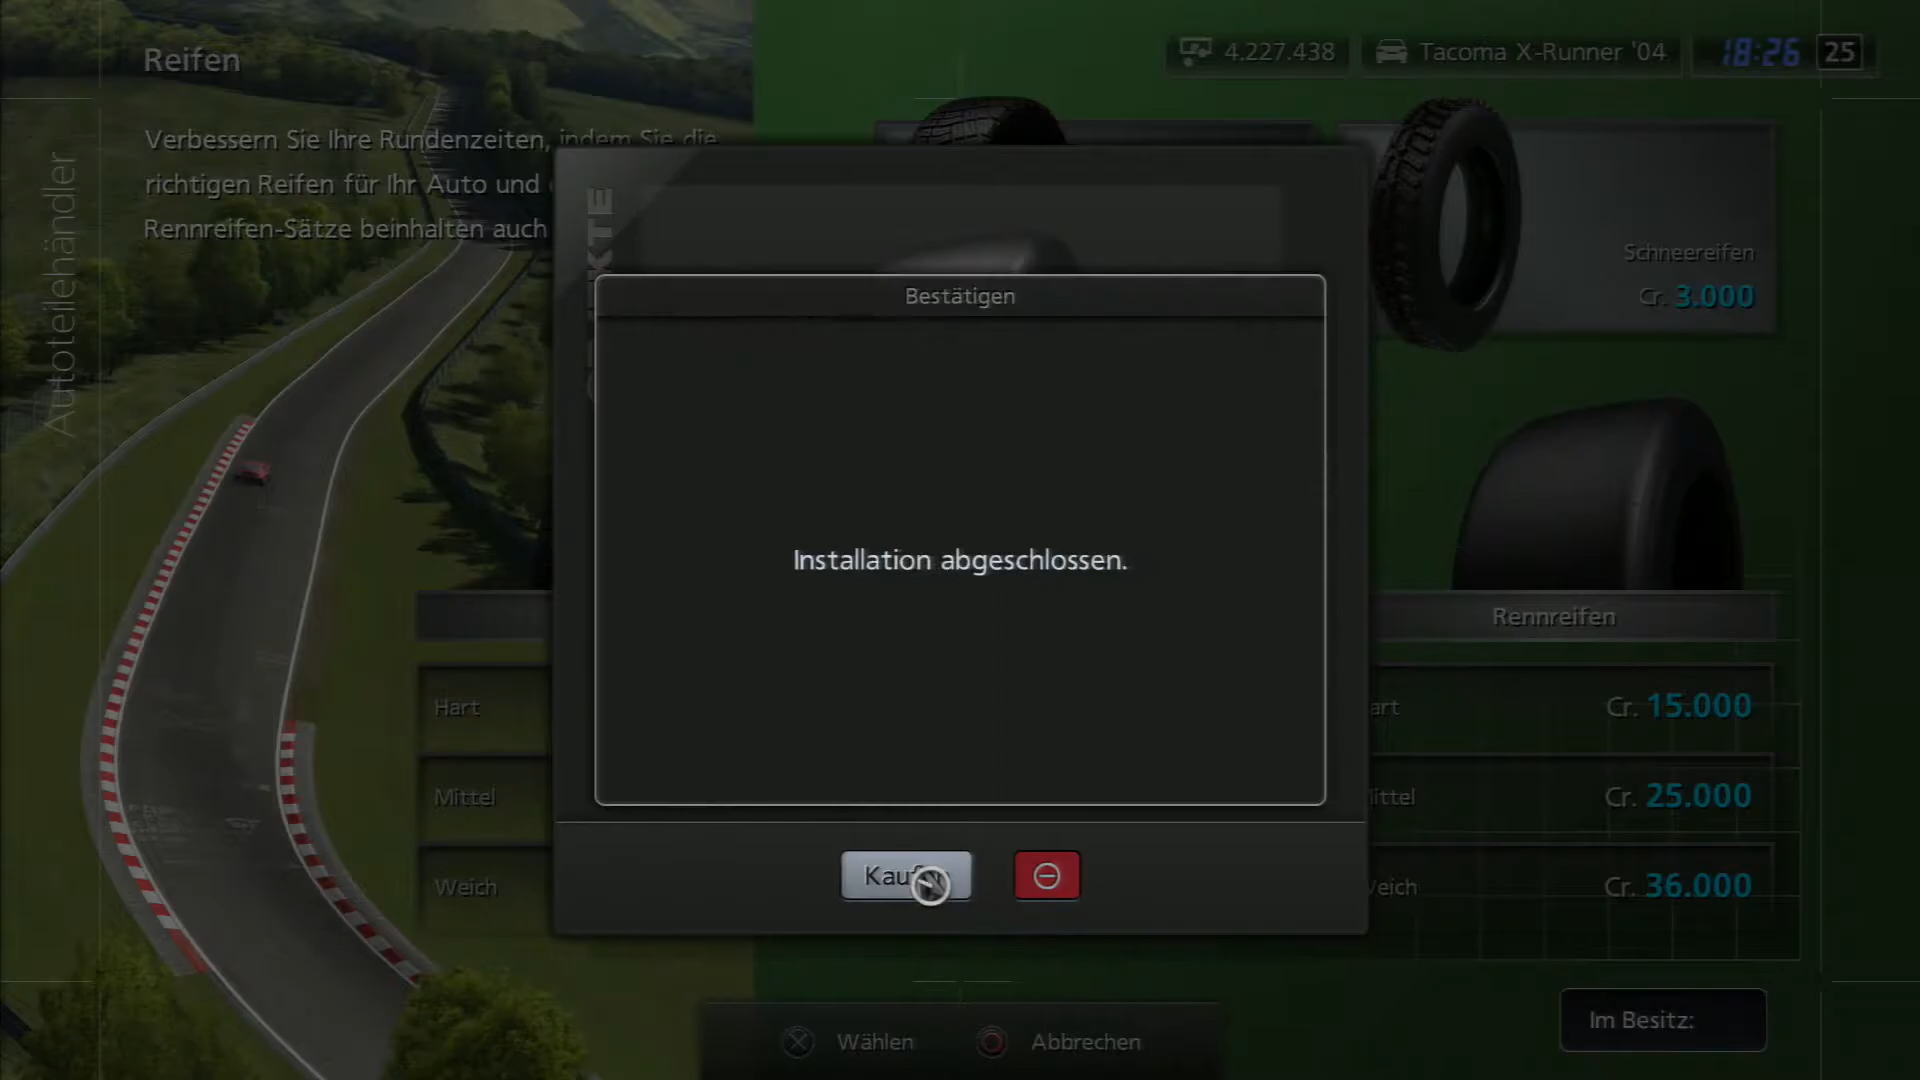 Reifen
4.227.438
Tacoma X-Runner '04
18:26
25
Autoteilehändler
Verbessern Sie Ihre Rundenzeiten, indem Sie die
richtigen Reifen für Ihr Auto und
Rennreifen-Sätze beinhalten auch
Schneereifen
Cr. 3.000
Bestätigen
Installation abgeschlossen.
Rennreifen
Hart
Cr. 15.000
Mittel
Cr. 25.000
Weich
Cr. 36.000
Wählen
Abbrechen
Im Besitz: